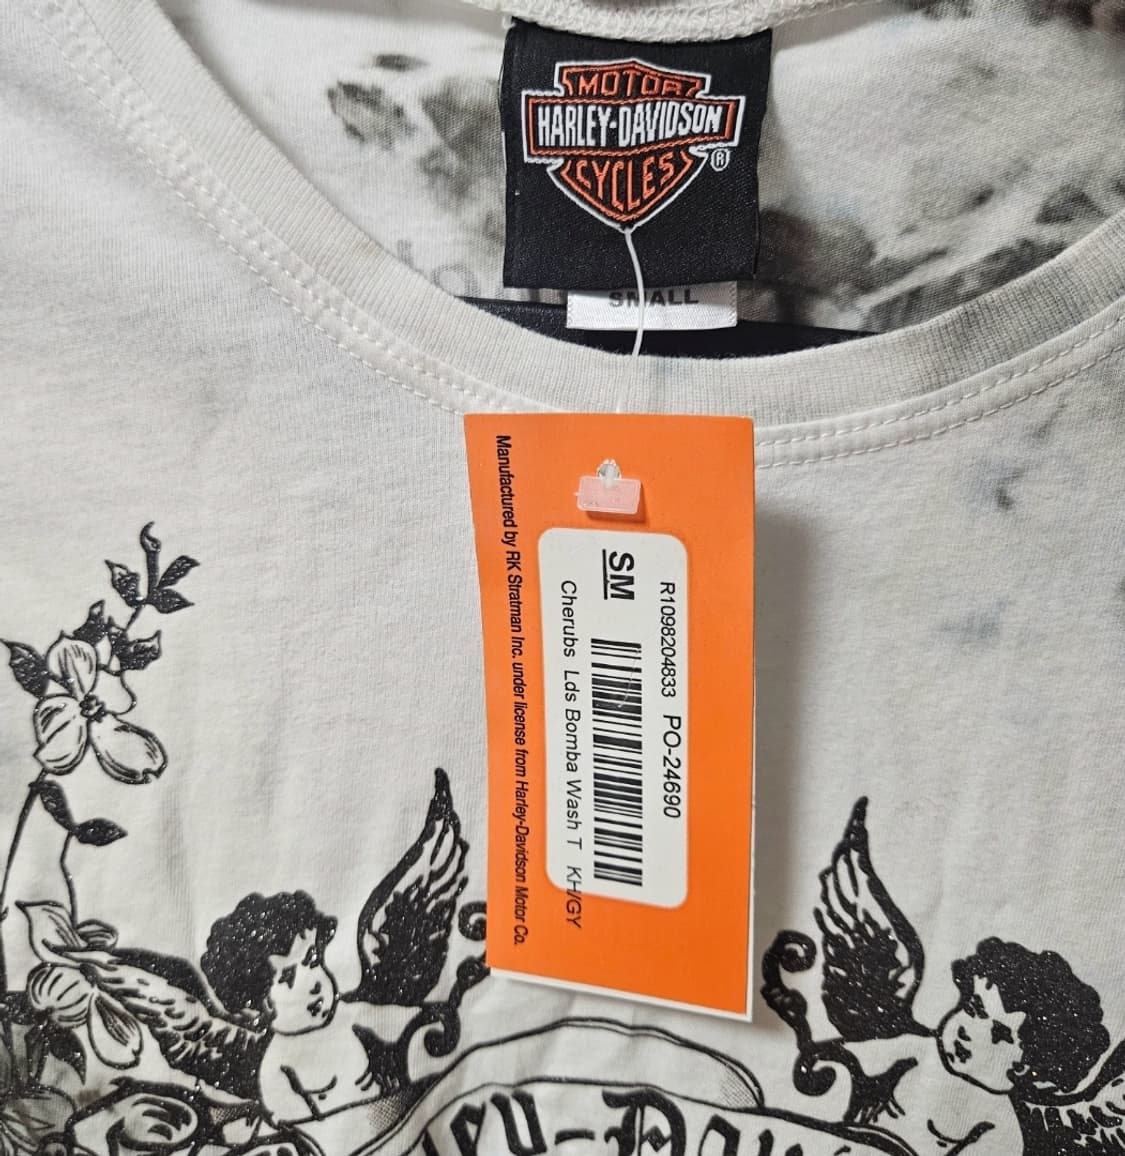 MOTOR
HARLEY-DAVIDSON
CYCLES
®
SMALL
R1098204833 PO-24690
SM
Cherubs Lds Bomba Wash T KH/GY
Manufactured by RK Stratman Inc. under license from Harley-Davidson Motor Co.